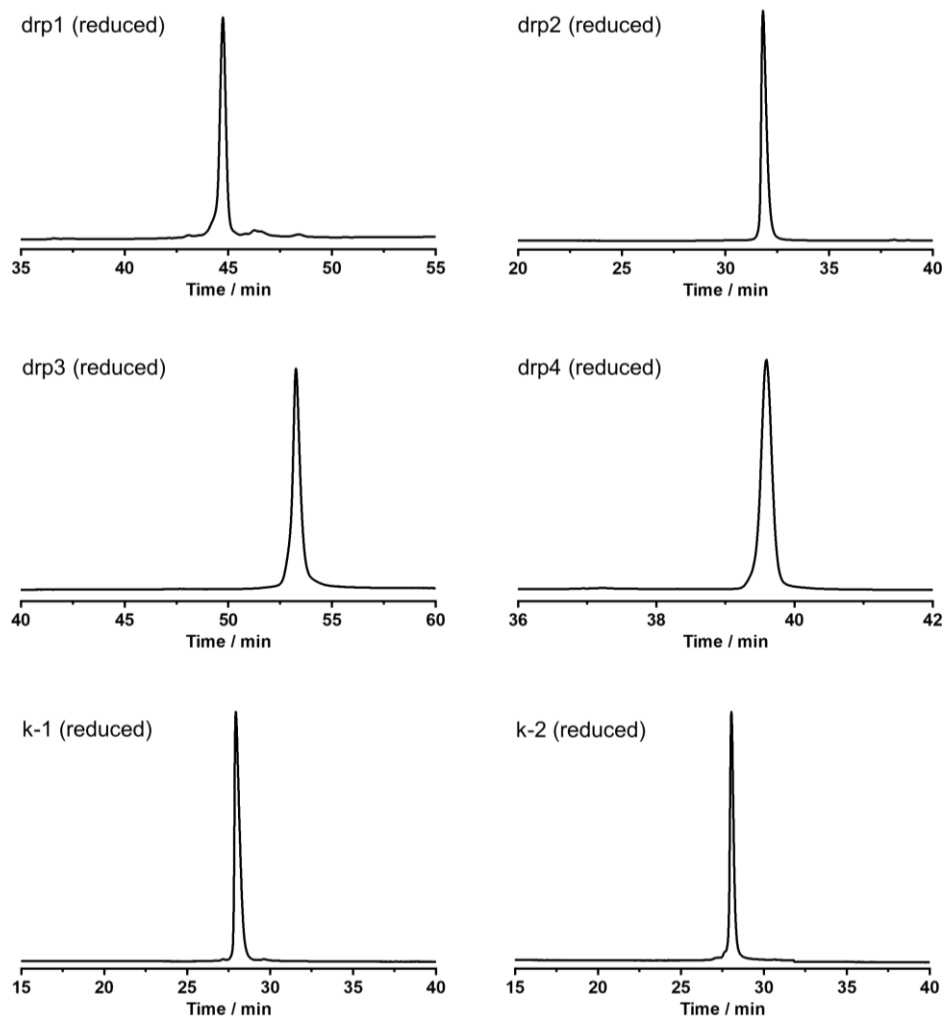 drp1 (reduced)
35 40 45 50 55
Time / min
drp2 (reduced)
20 25 30 35 40
Time / min
drp3 (reduced)
40 45 50 55 60
Time / min
drp4 (reduced)
36 38 40 42
Time / min
k-1 (reduced)
15 20 25 30 35 40
Time / min
k-2 (reduced)
15 20 25 30 35 40
Time / min